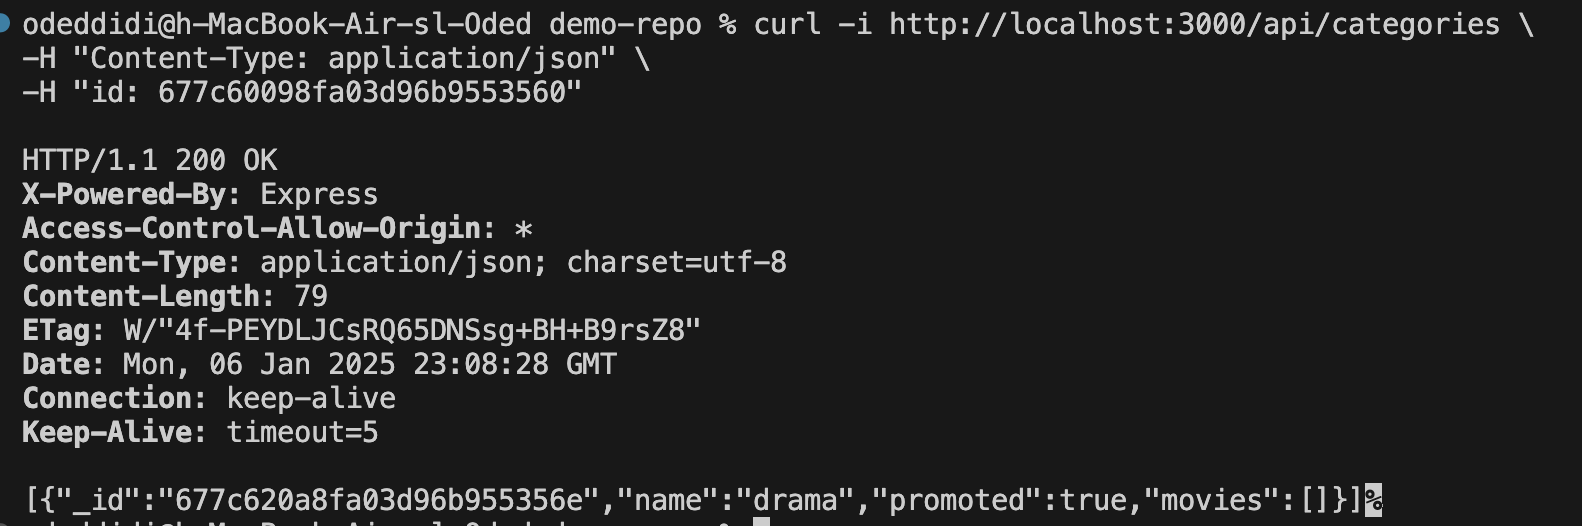 odeddidi@h-MacBook-Air-sl-Oded demo-repo % curl -i http://localhost:3000/api/categories \
-H "Content-Type: application/json" \
-H "id: 677c60098fa03d96b9553560"
HTTP/1.1 200 OK
X-Powered-By: Express
Access-Control-Allow-Origin: *
Content-Type: application/json; charset=utf-8
Content-Length: 79
ETag: W/"4f-PEYDLJCsRQ65DNSsg+BH+B9rsZ8"
Date: Mon, 06 Jan 2025 23:08:28 GMT
Connection: keep-alive
Keep-Alive: timeout=5
[{"_id":"677c620a8fa03d96b955356e","name":"drama","promoted":true,"movies":[]}]%